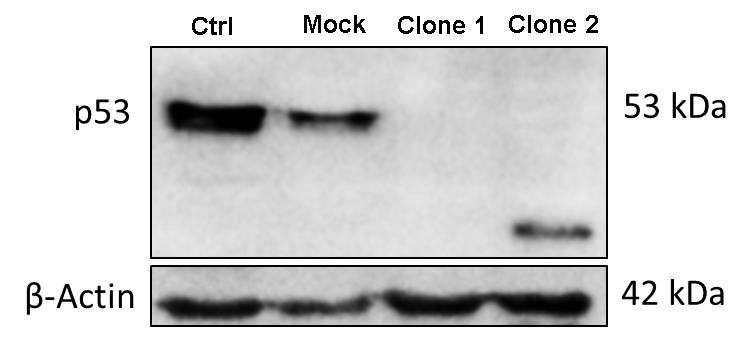 Ctrl Mock Clone 1 Clone 2
p53 53 kDa
β-Actin 42 kDa